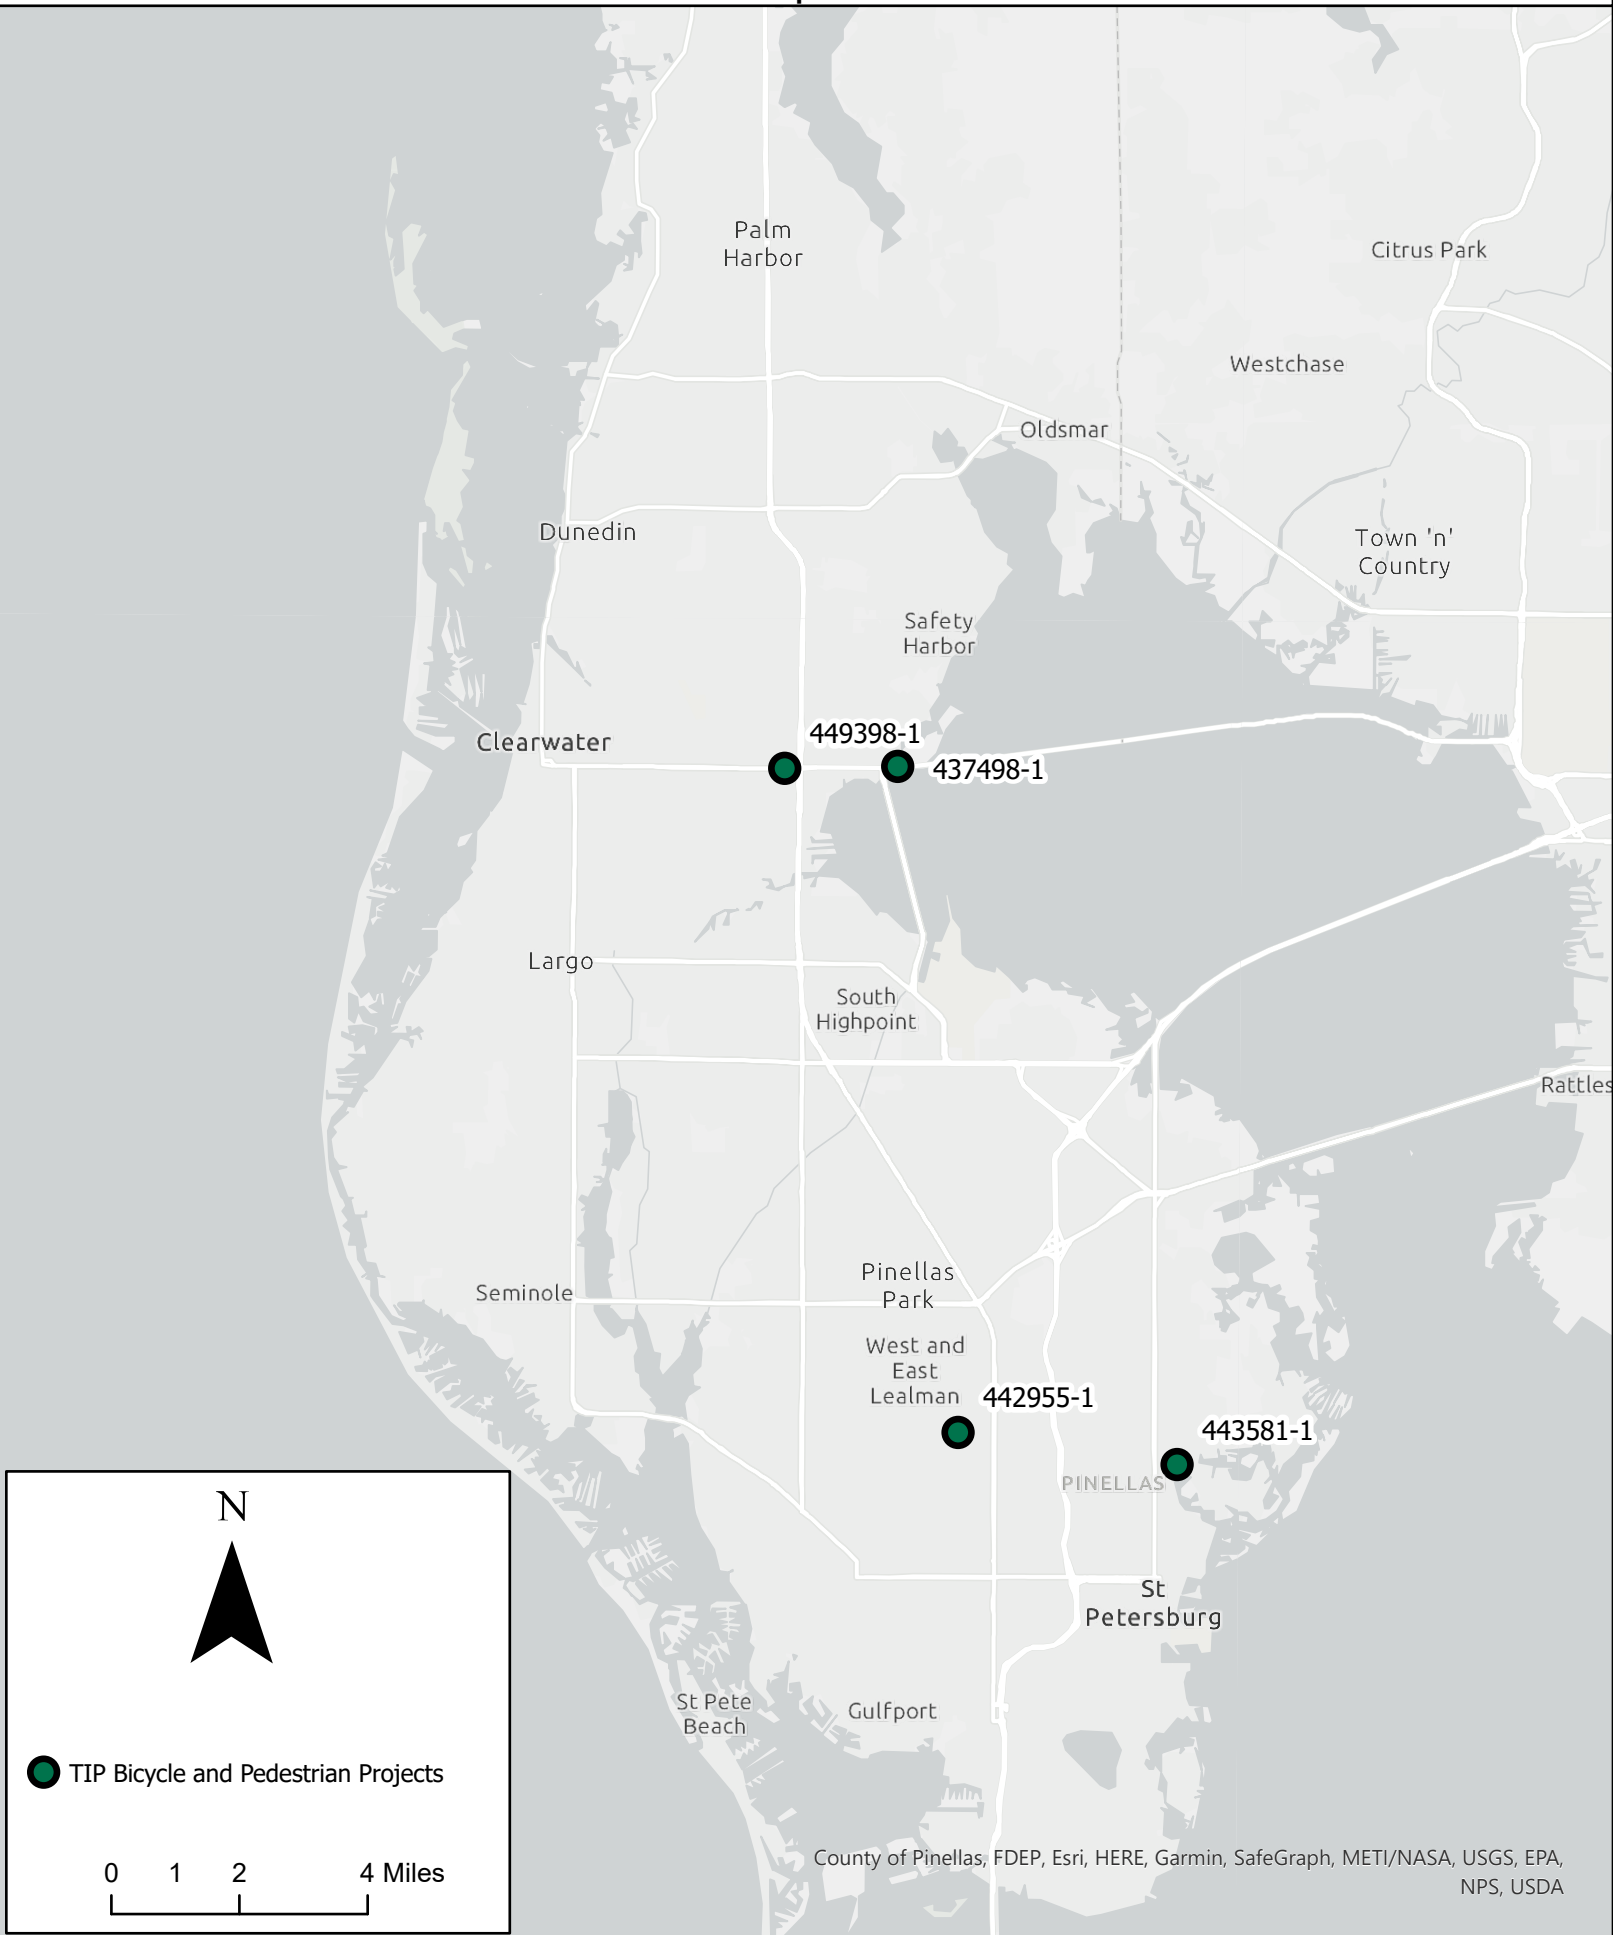 Palm
Harbor
Citrus Park
Westchase
Oldsmar
Dunedin
Town 'n'
Country
Safety
Harbor
449398-1
Clearwater
437498-1
Largo
South
Highpoint
Rattles
Pinellas
Park
Seminole
West and
East
Lealman
442955-1
443581-1
PINELLAS
N
St
Petersburg
St Pete
Beach
Gulfport
TIP Bicycle and Pedestrian Projects
0 1 2 4 Miles
County of Pinellas, FDEP, Esri, HERE, Garmin, SafeGraph, METI/NASA, USGS, EPA,
NPS, USDA